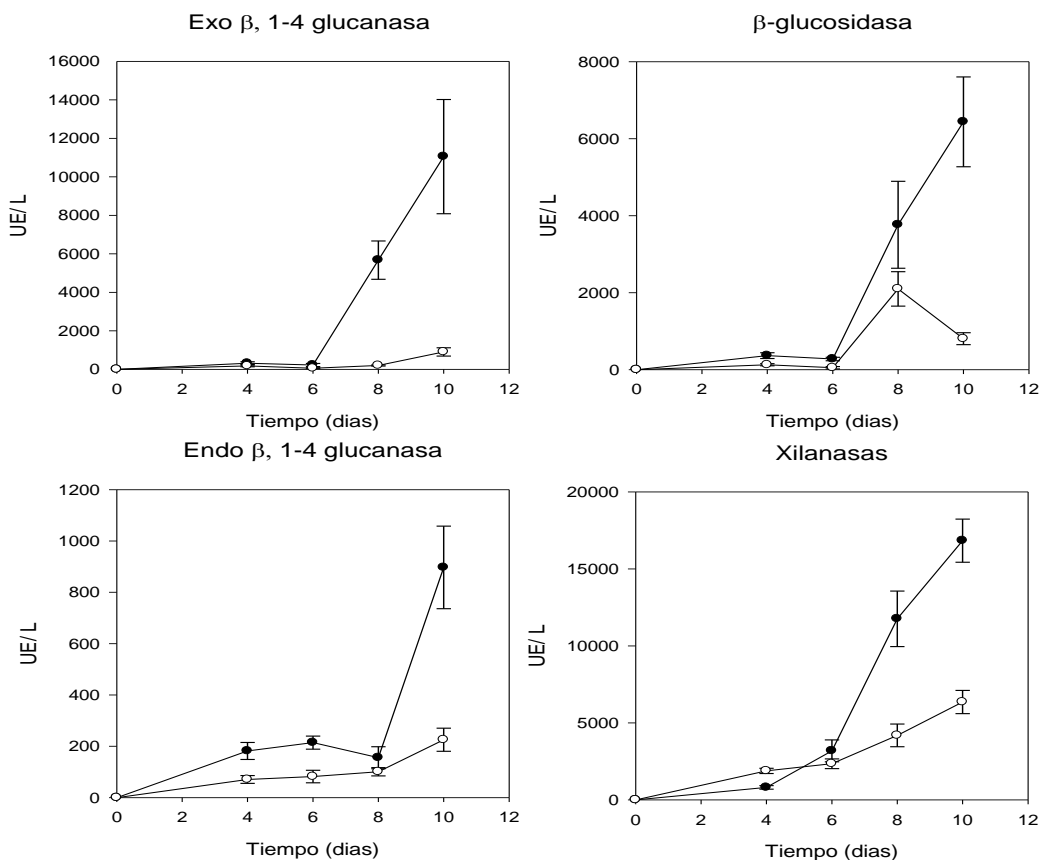 Exo β, 1-4 glucanasa
16000
14000
12000
10000
8000
6000
4000
2000
0
UE/ L
0 2 4 6 8 10 12
Tiempo (dias)
β-glucosidasa
8000
6000
4000
2000
0
UE/ L
0 2 4 6 8 10 12
Tiempo (dias)
Endo β, 1-4 glucanasa
1200
1000
800
600
400
200
0
UE/ L
0 2 4 6 8 10 12
Tiempo (dias)
Xilanasas
20000
15000
10000
5000
0
UE/ L
0 2 4 6 8 10 12
Tiempo (dias)